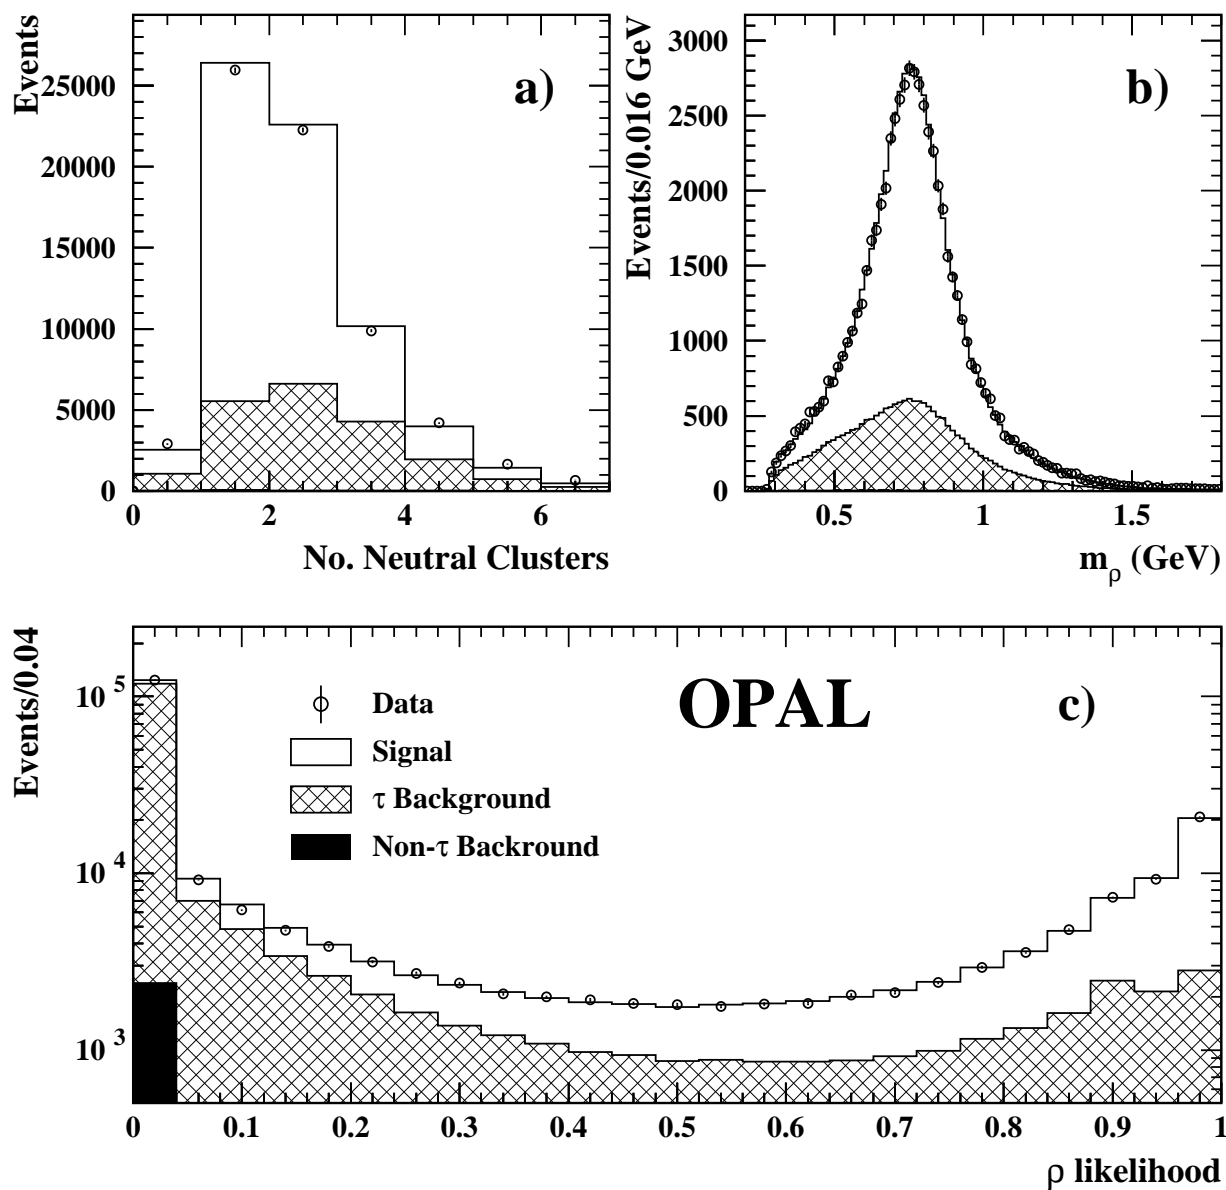 Events
a)
25000
20000
15000
10000
5000
0
0 2 4 6
No. Neutral Clusters
Events/0.016 GeV
b)
3000
2500
2000
1500
1000
500
0
0.5 1 1.5
mρ (GeV)
Events/0.04
10 5
10 4
10 3
Data
Signal
τ Background
Non-τ Backround
OPAL
c)
0 0.1 0.2 0.3 0.4 0.5 0.6 0.7 0.8 0.9 1
ρ likelihood